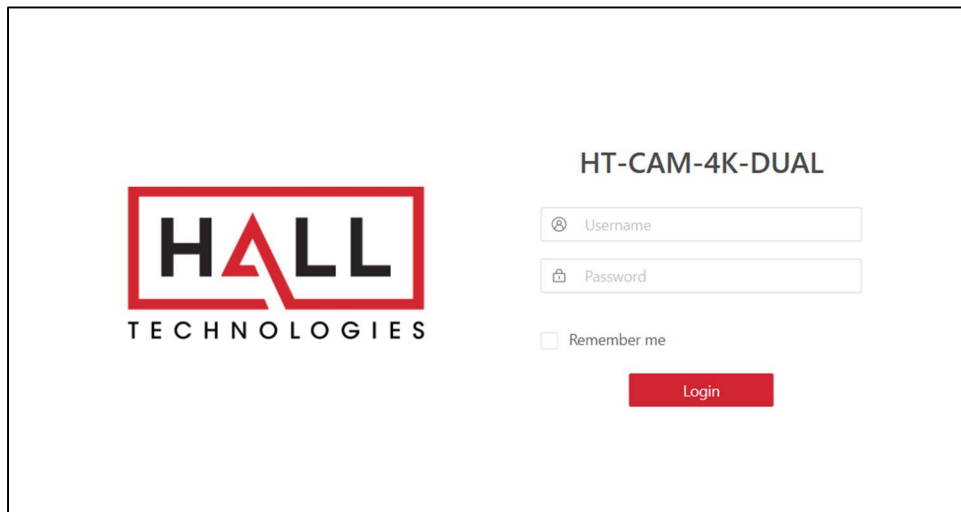 HALL
TECHNOLOGIES
HT-CAM-4K-DUAL
Username
Password
Remember me
Login